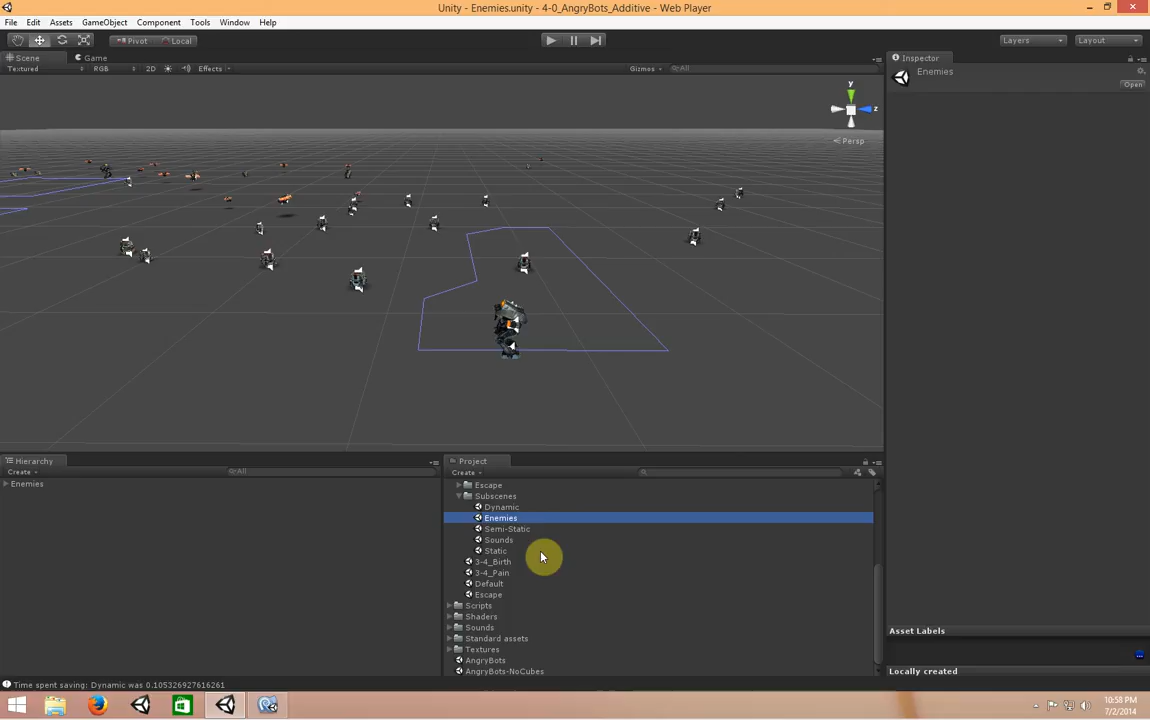 Unity - Enemies.unity - 4-0_AngryBots_Additive - Web Player
File Edit Assets GameObject Component Tools Window Help
Pivot Local Layers Layout
Scene Game Inspector
Textured RGB 2D Effects Gizmos All
Enemies
Open
y
z
Persp
Hierarchy
Create All
Enemies
Project
Create
Escape
Subscenes
Dynamic
Enemies
Semi-Static
Sounds
Static
3-4_Birth
3-4_Pain
Default
Escape
Scripts
Shaders
Sounds
Standard assets
Textures
AngryBots
AngryBots-NoCubes
Asset Labels
Locally created
Time spent saving: Dynamic was 0.105326927616261
10:58 PM
7/2/2014